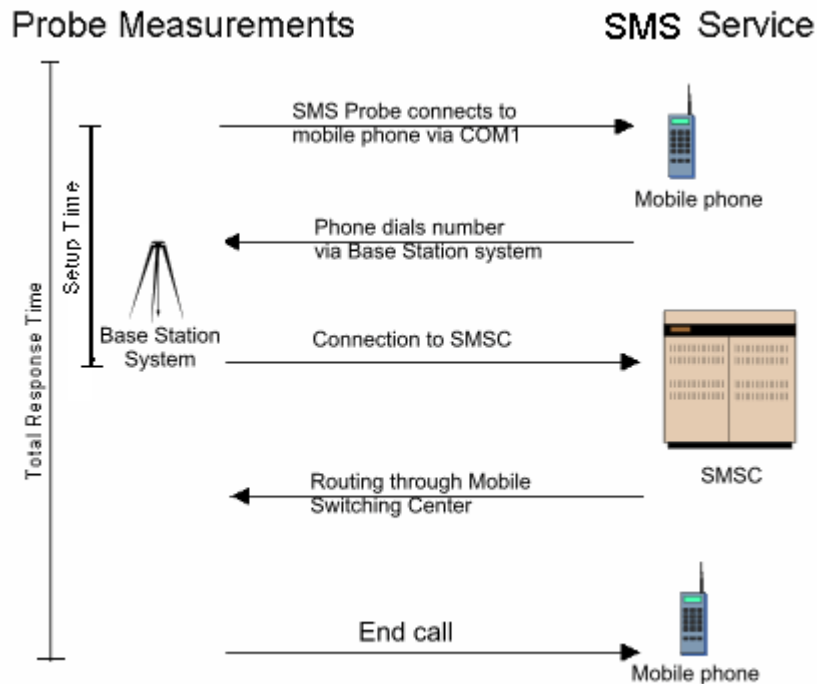 Probe Measurements
SMS Service
SMS Probe connects to
mobile phone via COM1
Mobile phone
Phone dials number
via Base Station system
Setup Time
Total Response Time
Base Station
System
Connection to SMSC
SMSC
Routing through Mobile
Switching Center
End call
Mobile phone